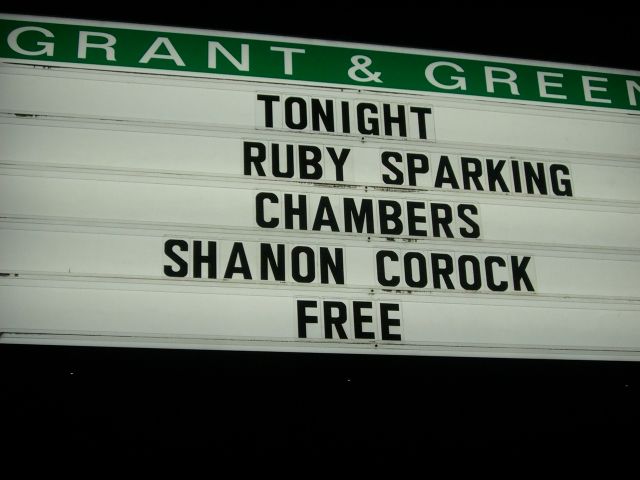 GRANT & GREEN
TONIGHT
RUBY SPARKING
CHAMBERS
SHANON COROCK
FREE